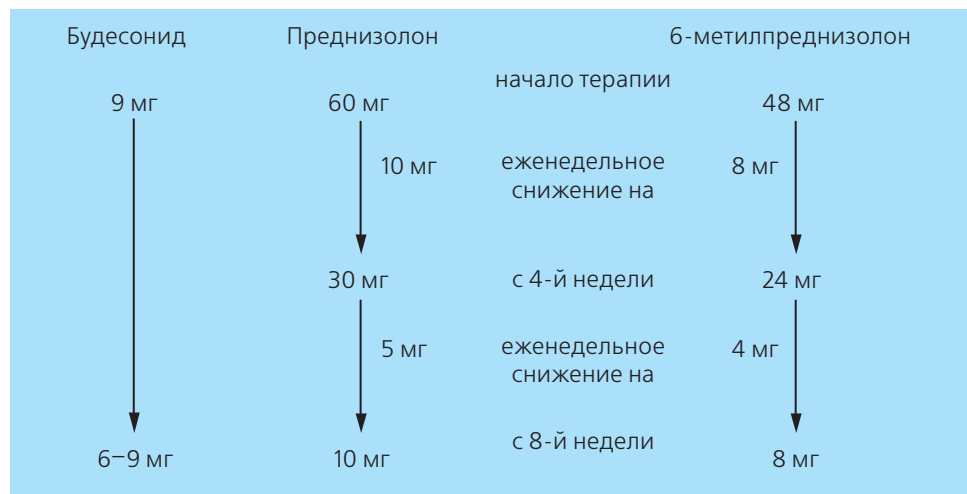 Будесонид Преднизолон 6-метилпреднизолон
начало терапии
9 мг 60 мг 48 мг
10 мг еженедельное 8 мг
снижение на
30 мг с 4-й недели 24 мг
5 мг еженедельное 4 мг
снижение на
с 8-й недели
6–9 мг 10 мг 8 мг